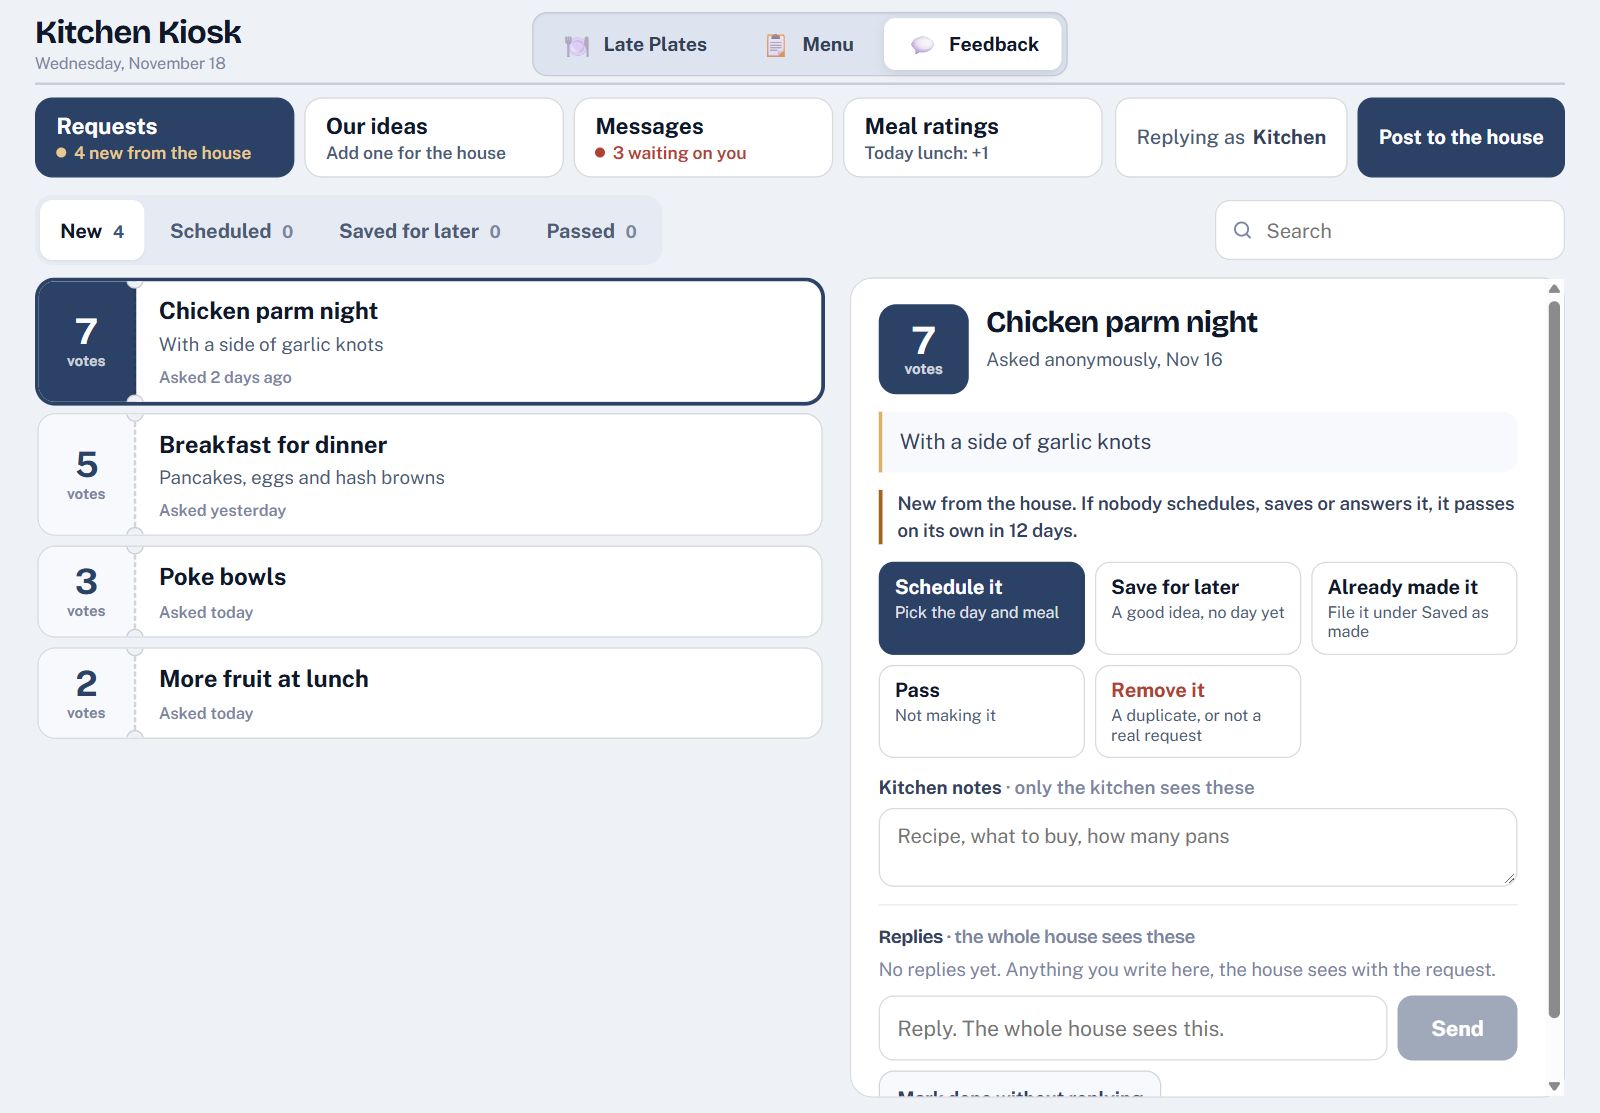 Kitchen Kiosk
Wednesday, November 18
Late Plates
Menu
Feedback
Requests
4 new from the house
Our ideas
Add one for the house
Messages
3 waiting on you
Meal ratings
Today lunch: +1
Replying as Kitchen
Post to the house
New 4
Scheduled 0
Saved for later 0
Passed 0
Search
7
votes
Chicken parm night
With a side of garlic knots
Asked 2 days ago
5
votes
Breakfast for dinner
Pancakes, eggs and hash browns
Asked yesterday
3
votes
Poke bowls
Asked today
2
votes
More fruit at lunch
Asked today
7
votes
Chicken parm night
Asked anonymously, Nov 16
With a side of garlic knots
New from the house. If nobody schedules, saves or answers it, it passes
on its own in 12 days.
Schedule it
Pick the day and meal
Save for later
A good idea, no day yet
Already made it
File it under Saved as
made
Pass
Not making it
Remove it
A duplicate, or not a
real request
Kitchen notes · only the kitchen sees these
Recipe, what to buy, how many pans
Replies · the whole house sees these
No replies yet. Anything you write here, the house sees with the request.
Reply. The whole house sees this.
Send
Mark done without replying